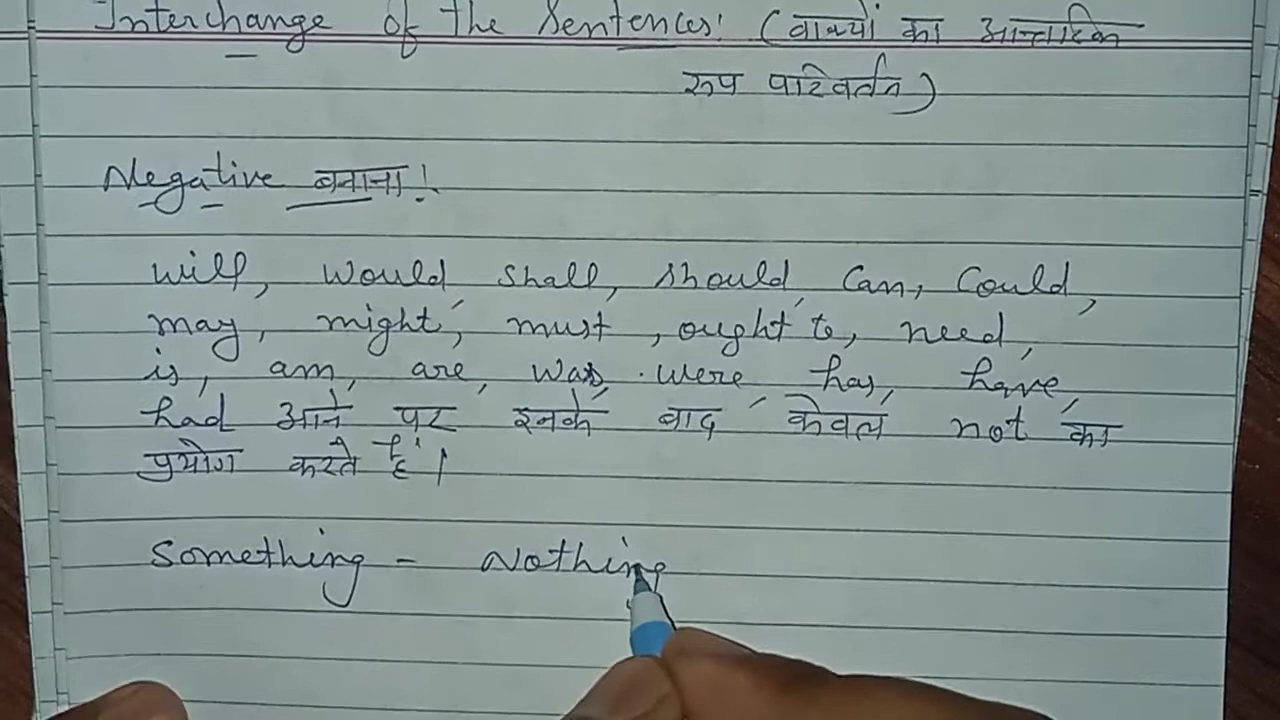 Interchange of the Sentences! (वाक्यों का आन्तारिक
रूप परिवर्तन)
Negative बनाना!
will, would shall, should, Can, Could,
may, might, must, ought to, need,
is, am, are, was, were has, have,
had आने पर इनके बाद केवल not का
प्रयोग करते हैं।
Something - Nothing